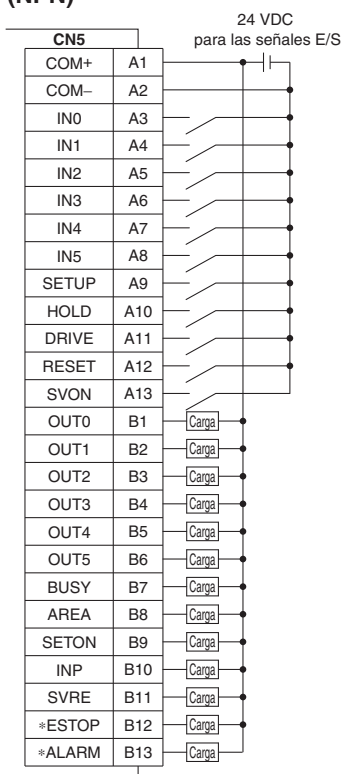 (NPN)
24 VDC
para las señales E/S
CN5
COM+ A1
COM– A2
IN0 A3
IN1 A4
IN2 A5
IN3 A6
IN4 A7
IN5 A8
SETUP A9
HOLD A10
DRIVE A11
RESET A12
SVON A13
OUT0 B1 Carga
OUT1 B2 Carga
OUT2 B3 Carga
OUT3 B4 Carga
OUT4 B5 Carga
OUT5 B6 Carga
BUSY B7 Carga
AREA B8 Carga
SETON B9 Carga
INP B10 Carga
SVRE B11 Carga
∗ESTOP B12 Carga
∗ALARM B13 Carga